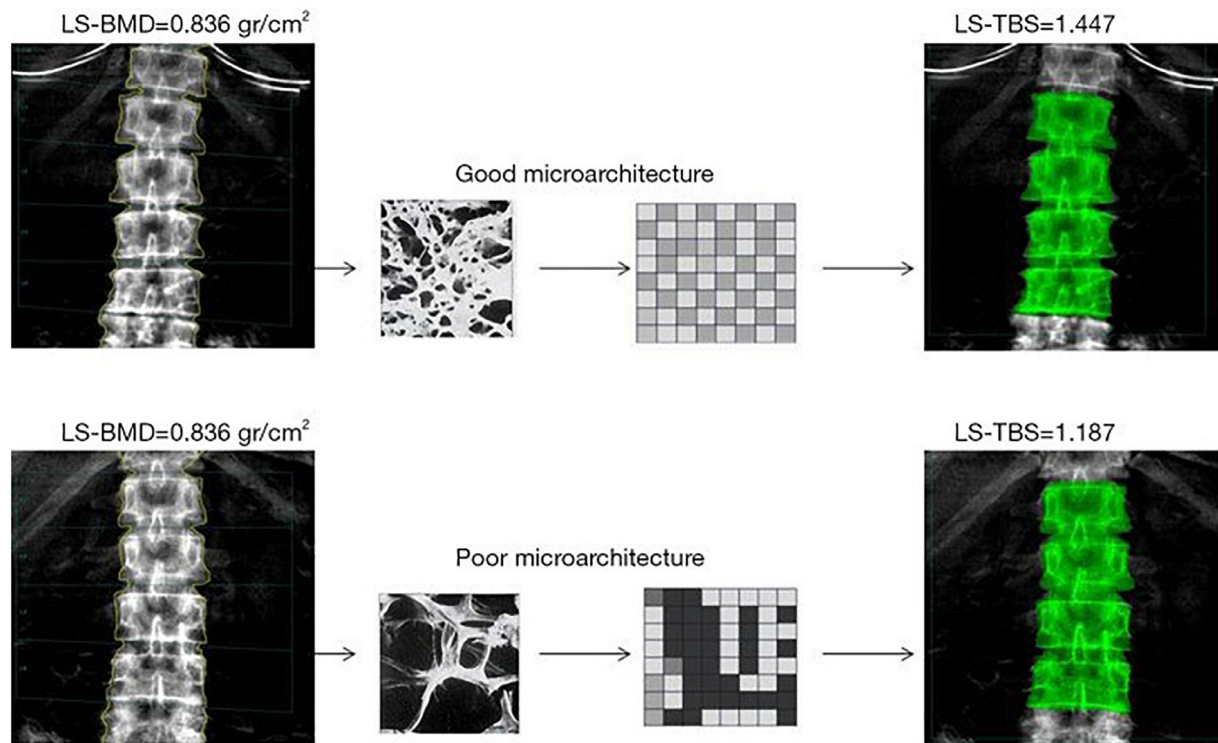 LS-BMD=0.836 gr/cm²
LS-TBS=1.447
Good microarchitecture
LS-BMD=0.836 gr/cm²
LS-TBS=1.187
Poor microarchitecture